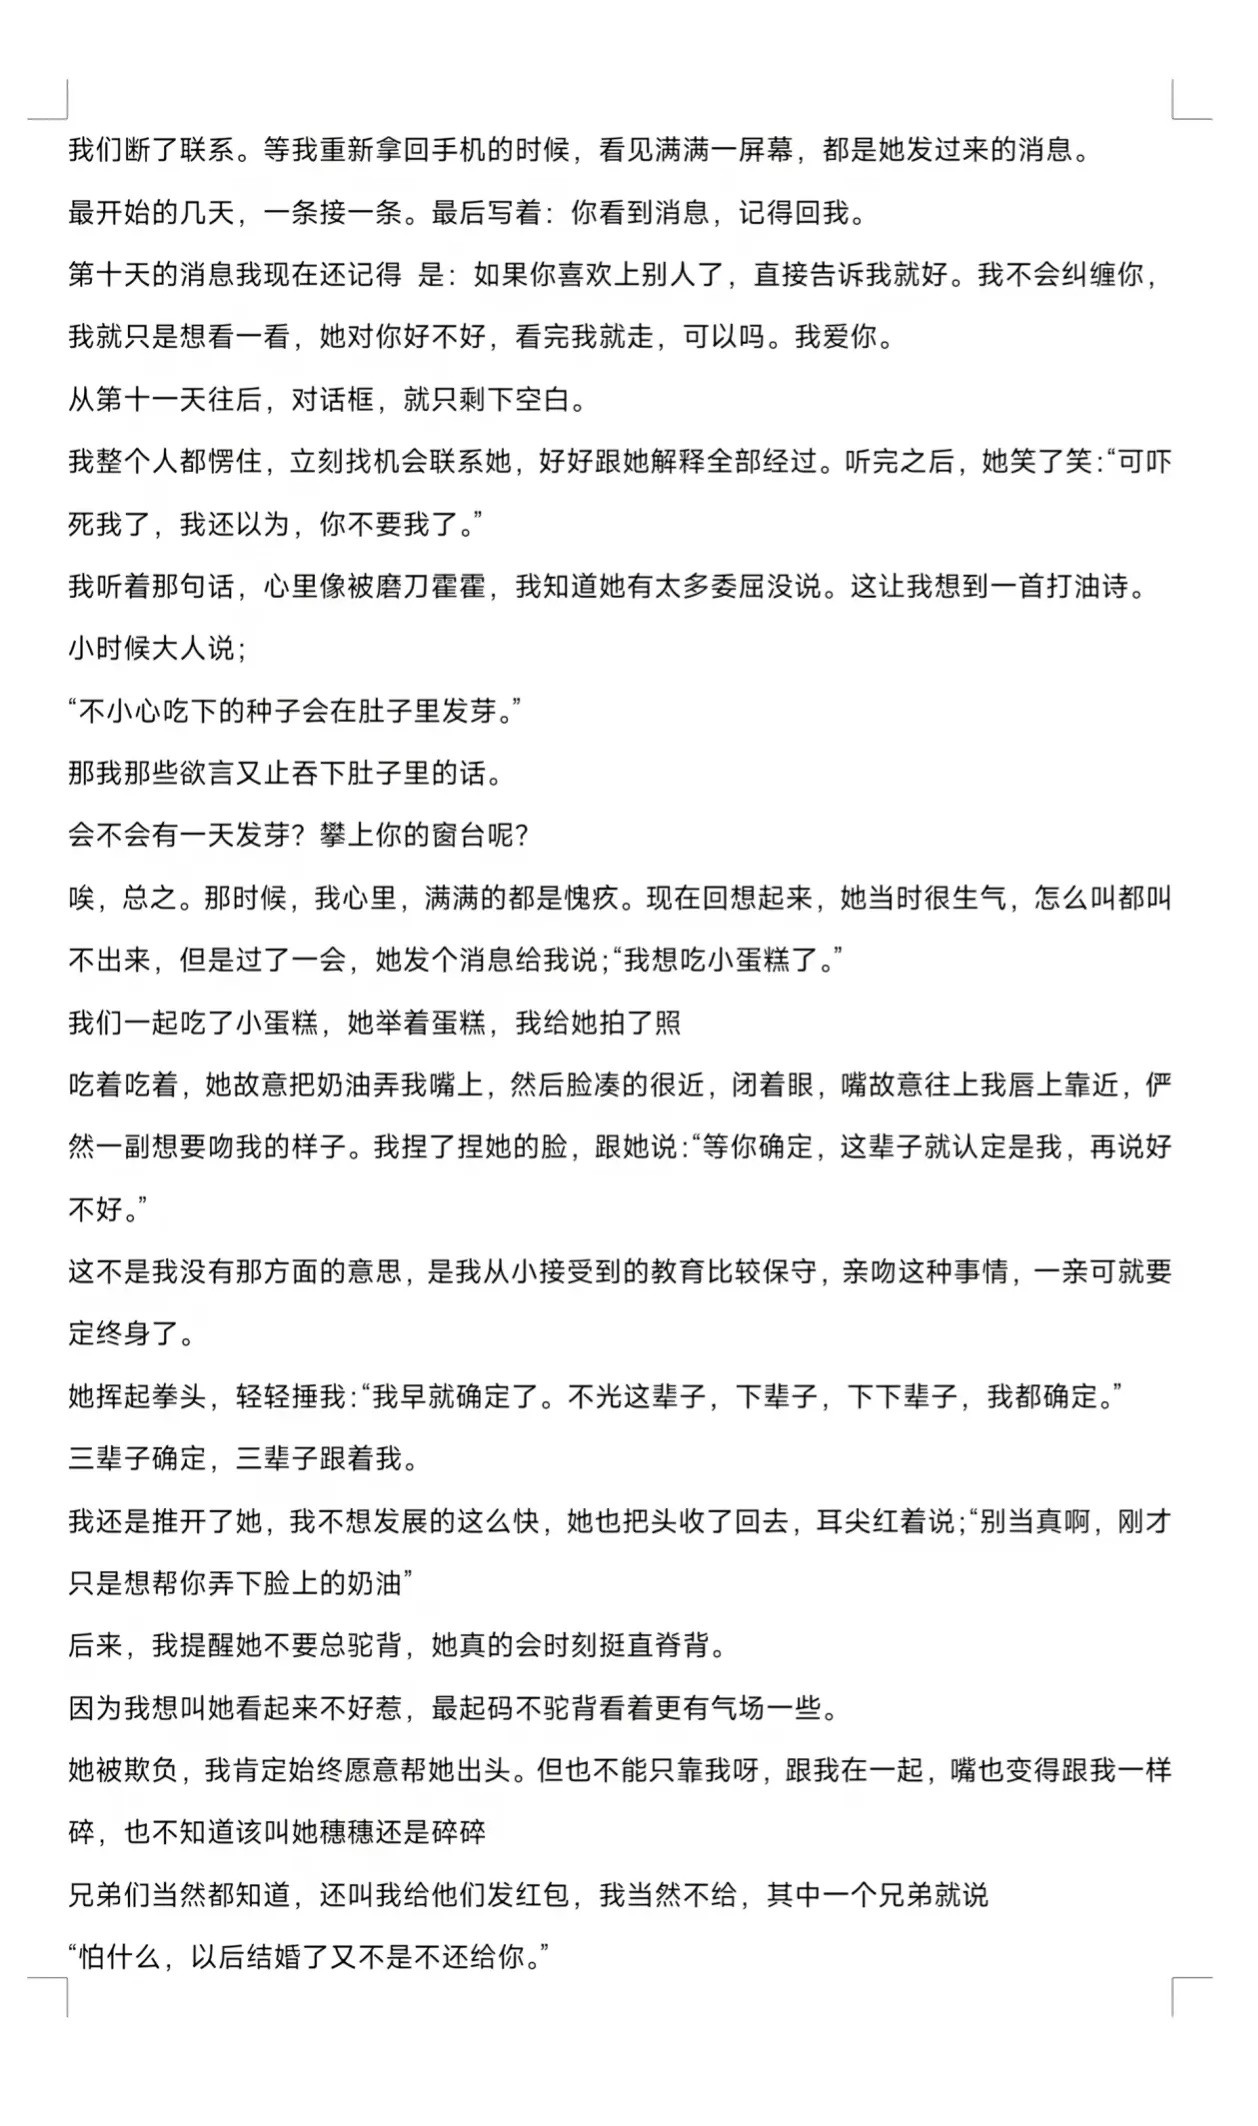 我们断了联系。等我重新拿回手机的时候，看见满满一屏幕，都是她发过来的消息。
最开始的几天，一条接一条。最后写着：你看到消息，记得回我。
第十天的消息我现在还记得 是：如果你喜欢上别人了，直接告诉我就好。我不会纠缠你，
我就只是想看一看，她对你好不好，看完我就走，可以吗。我爱你。
从第十一天往后，对话框，就只剩下空白。
我整个人都愣住，立刻找机会联系她，好好跟她解释全部经过。听完之后，她笑了笑：“可吓
死我了，我还以为，你不要我了。”
我听着那句话，心里像被磨刀霍霍，我知道她有太多委屈没说。这让我想到一首打油诗。
小时候大人说；
“不小心吃下的种子会在肚子里发芽。”
那我那些欲言又止吞下肚子里的话。
会不会有一天发芽？攀上你的窗台呢？
唉，总之。那时候，我心里，满满的都是愧疚。现在回想起来，她当时很生气，怎么叫都叫
不出来，但是过了一会，她发个消息给我说；“我想吃小蛋糕了。”
我们一起吃了小蛋糕，她举着蛋糕，我给她拍了照
吃着吃着，她故意把奶油弄我嘴上，然后脸凑的很近，闭着眼，嘴故意往上我唇上靠近，俨
然一副想要吻我的样子。我捏了捏她的脸，跟她说：“等你确定，这辈子就认定是我，再说好
不好。”
这不是我没有那方面的意思，是我从小接受到的教育比较保守，亲吻这种事情，一亲可就要
定终身了。
她挥起拳头，轻轻捶我：“我早就确定了。不光这辈子，下辈子，下下辈子，我都确定。”
三辈子确定，三辈子跟着我。
我还是推开了她，我不想发展的这么快，她也把头收了回去，耳尖红着说；“别当真啊，刚才
只是想帮你弄下脸上的奶油”
后来，我提醒她不要总驼背，她真的会时刻挺直脊背。
因为我想叫她看起来不好惹，最起码不驼背看着更有气场一些。
她被欺负，我肯定始终愿意帮她出头。但也不能只靠我呀，跟我在一起，嘴也变得跟我一样
碎，也不知道该叫她穗穗还是碎碎
兄弟们当然都知道，还叫我给他们发红包，我当然不给，其中一个兄弟就说
“怕什么，以后结婚了又不是不还给你。”